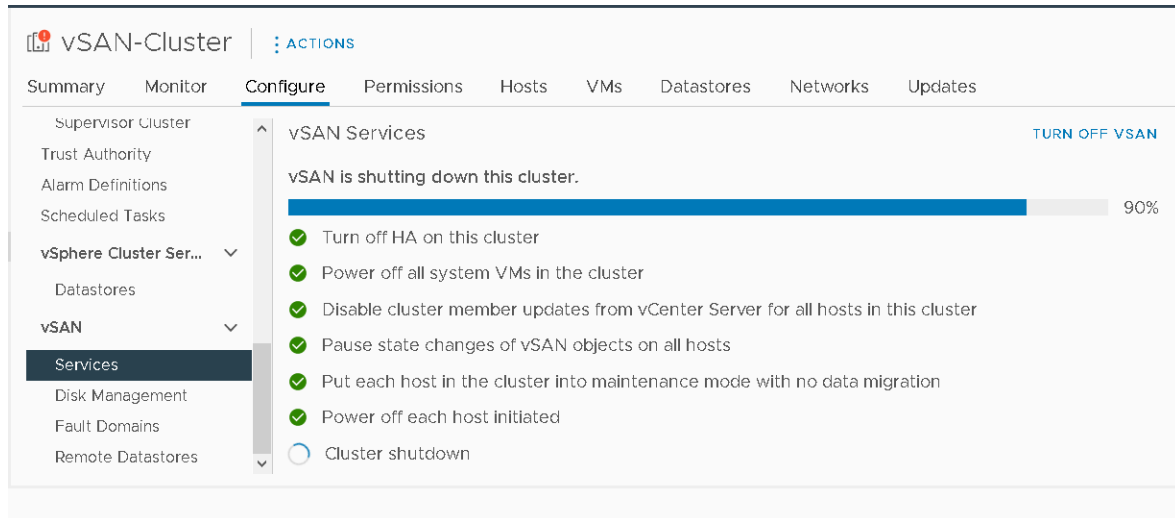 vSAN-Cluster
ACTIONS
Summary Monitor Configure Permissions Hosts VMs Datastores Networks Updates
Supervisor Cluster
Trust Authority
Alarm Definitions
Scheduled Tasks
vSphere Cluster Ser...
Datastores
vSAN
Services
Disk Management
Fault Domains
Remote Datastores
vSAN Services
TURN OFF VSAN
vSAN is shutting down this cluster.
90%
Turn off HA on this cluster
Power off all system VMs in the cluster
Disable cluster member updates from vCenter Server for all hosts in this cluster
Pause state changes of vSAN objects on all hosts
Put each host in the cluster into maintenance mode with no data migration
Power off each host initiated
Cluster shutdown